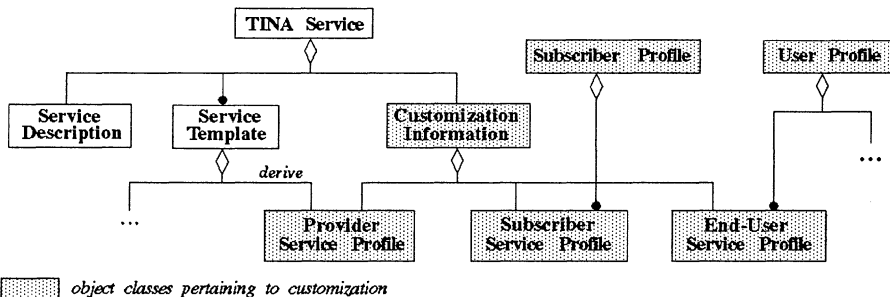 TINA Service
Subscriber Profile
User Profile
Service
Description
Service
Template
Customization
Information
...
derive
...
Provider
Service Profile
Subscriber
Service Profile
End-User
Service Profile
object classes pertaining to customization